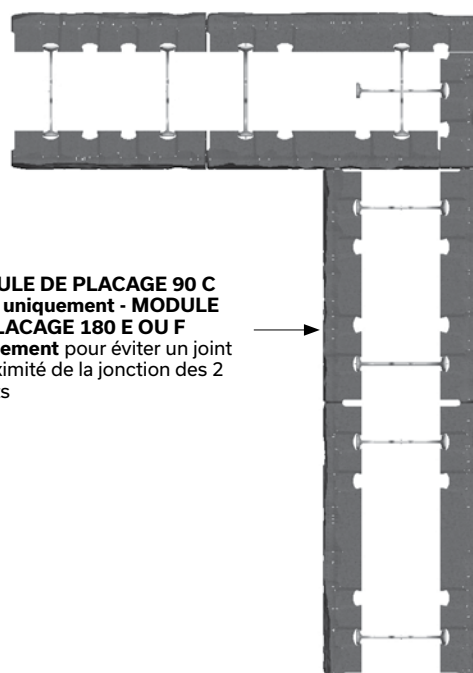 ULE DE PLACAGE 90 C
uniquement - MODULE
LACAGE 180 E OU F
ement pour éviter un joint
ximité de la jonction des 2
ts